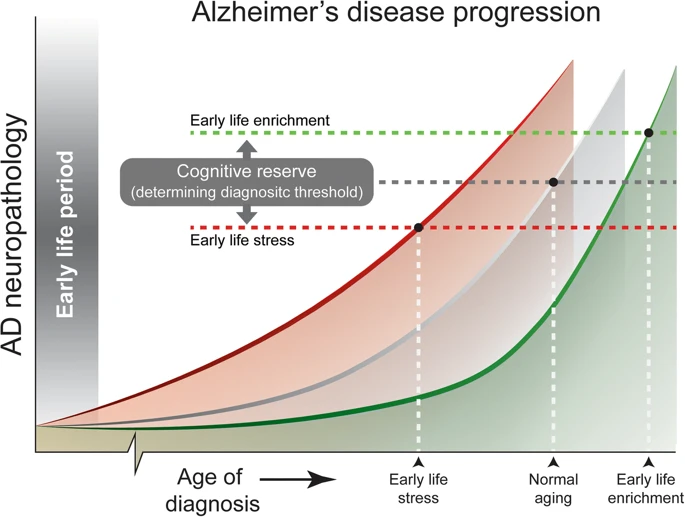 Alzheimer's disease progression
AD neuropathology
Early life period
Early life enrichment
Cognitive reserve
(determining diagnositc threshold)
Early life stress
Age of
diagnosis
Early life
stress
Normal
aging
Early life
enrichment